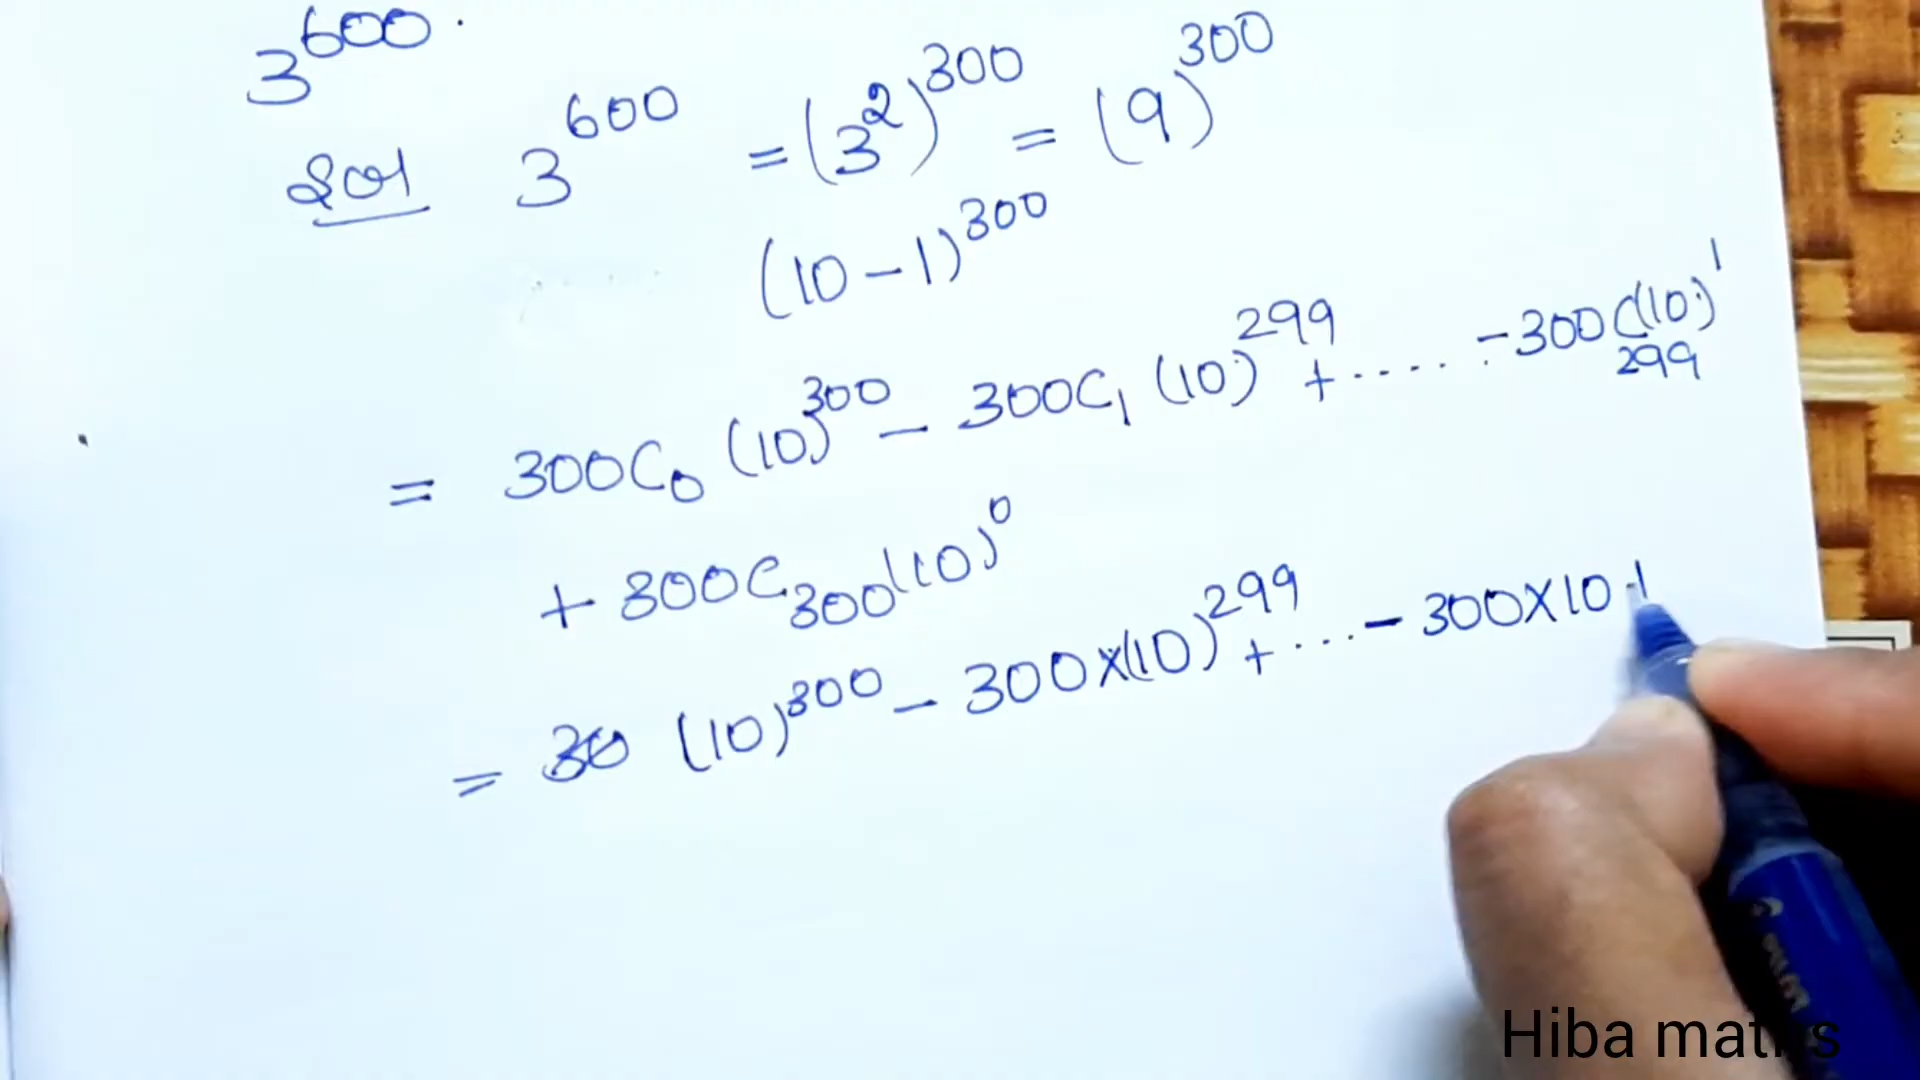 3^600.
Sol 3^600 = (3^2)^300 = (9)^300
(10-1)^300
= 300C₀ (10)^300 - 300C₁ (10)^299 + ..... - 300C₂₉₉(10)^1
+ 300C₃₀₀(10)^0
= (10)^300 - 300×(10)^299 + ... - 300×10 +
Hiba maths